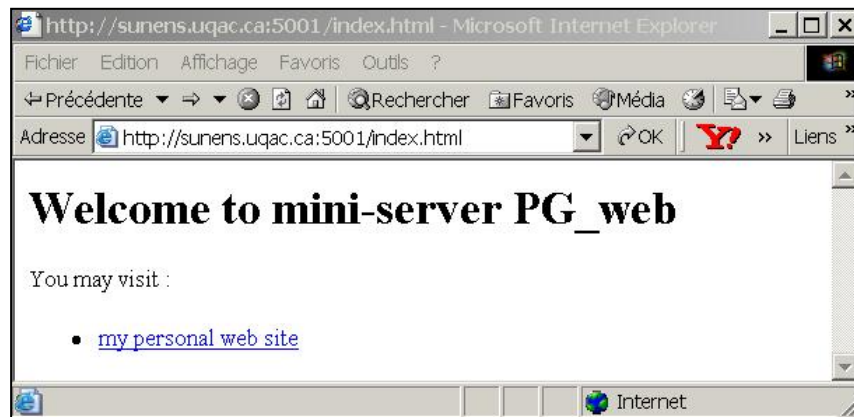 http://sunens.uqac.ca:5001/index.html - Microsoft Internet Explorer
Fichier Edition Affichage Favoris Outils ?
Précédente Rechercher Favoris Média »
Adresse http://sunens.uqac.ca:5001/index.html OK Y! » Liens »
Welcome to mini-server PG_web
You may visit :
• my personal web site
Internet